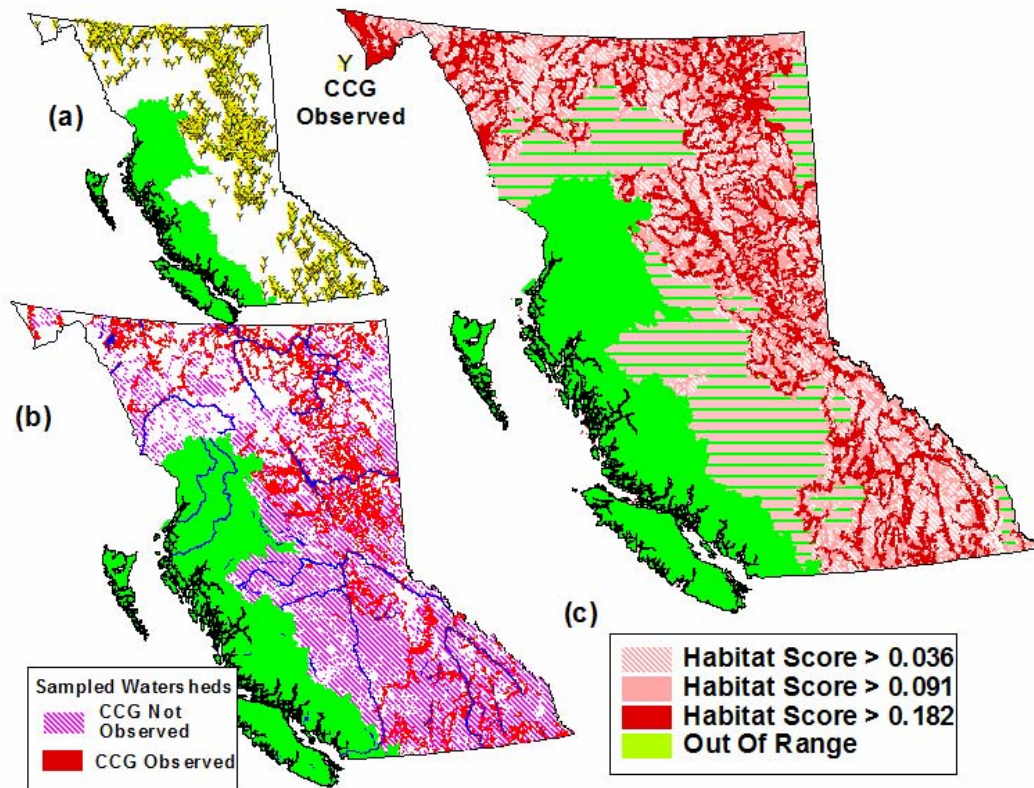 (a)
Y
CCG
Observed
(b)
Sampled Watersheds
CCG Not
Observed
CCG Observed
(c)
Habitat Score > 0.036
Habitat Score > 0.091
Habitat Score > 0.182
Out Of Range